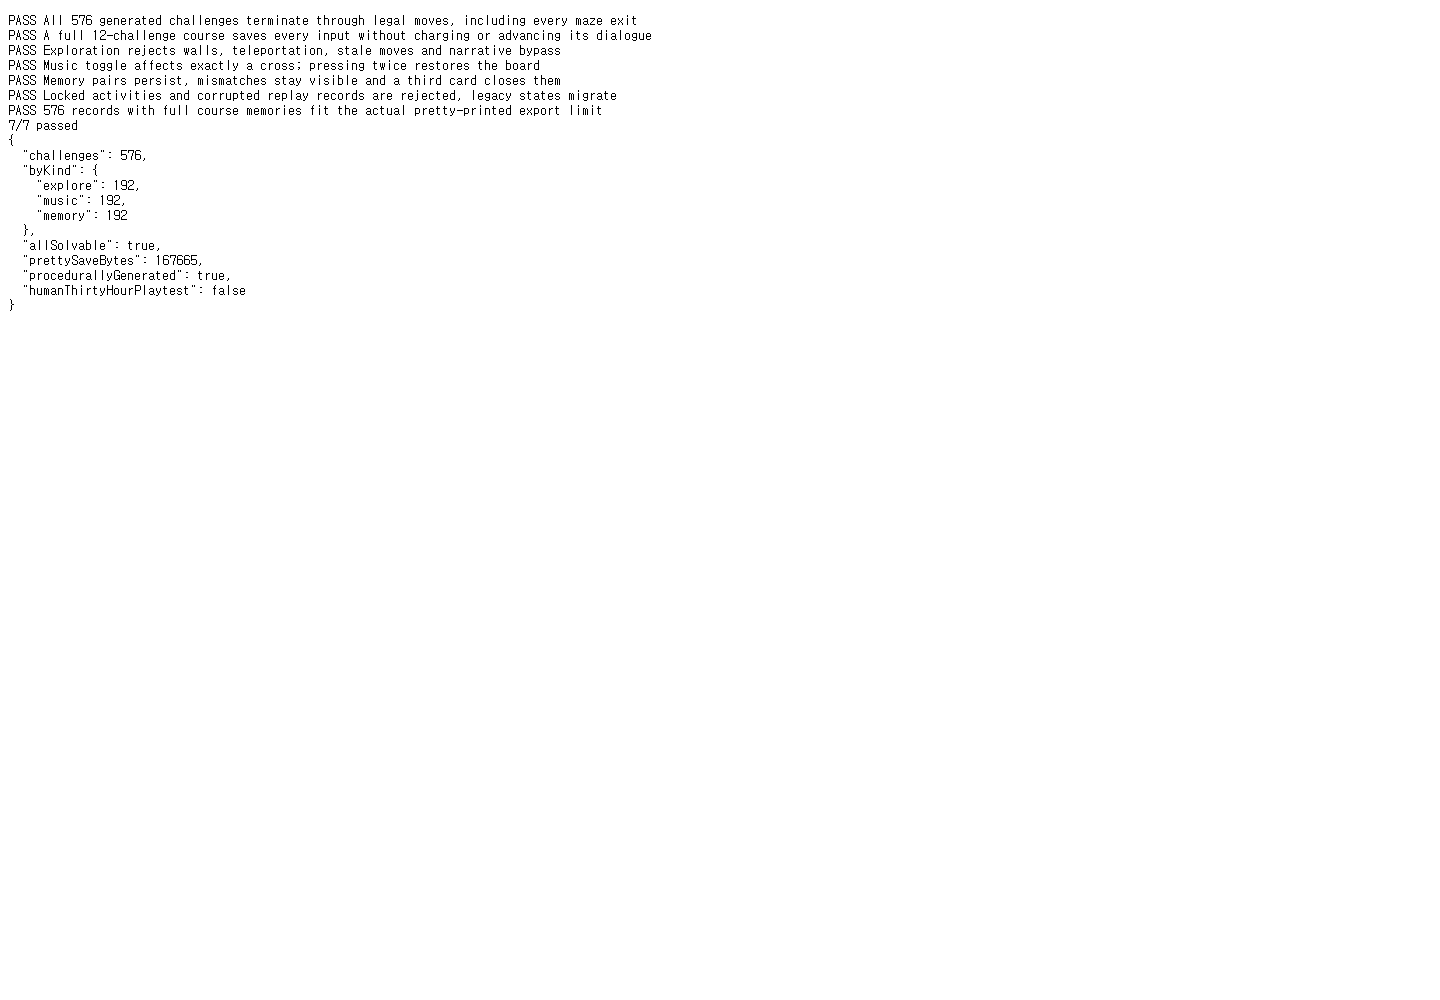 PASS All 576 generated challenges terminate through legal moves, including every maze exit
PASS A full 12-challenge course saves every input without charging or advancing its dialogue
PASS Exploration rejects walls, teleportation, stale moves and narrative bypass
PASS Music toggle affects exactly a cross; pressing twice restores the board
PASS Memory pairs persist, mismatches stay visible and a third card closes them
PASS Locked activities and corrupted replay records are rejected, legacy states migrate
PASS 576 records with full course memories fit the actual pretty-printed export limit
7/7 passed
{
  "challenges": 576,
  "byKind": {
    "explore": 192,
    "music": 192,
    "memory": 192
  },
  "allSolvable": true,
  "prettySaveBytes": 167665,
  "procedurallyGenerated": true,
  "humanThirtyHourPlaytest": false
}